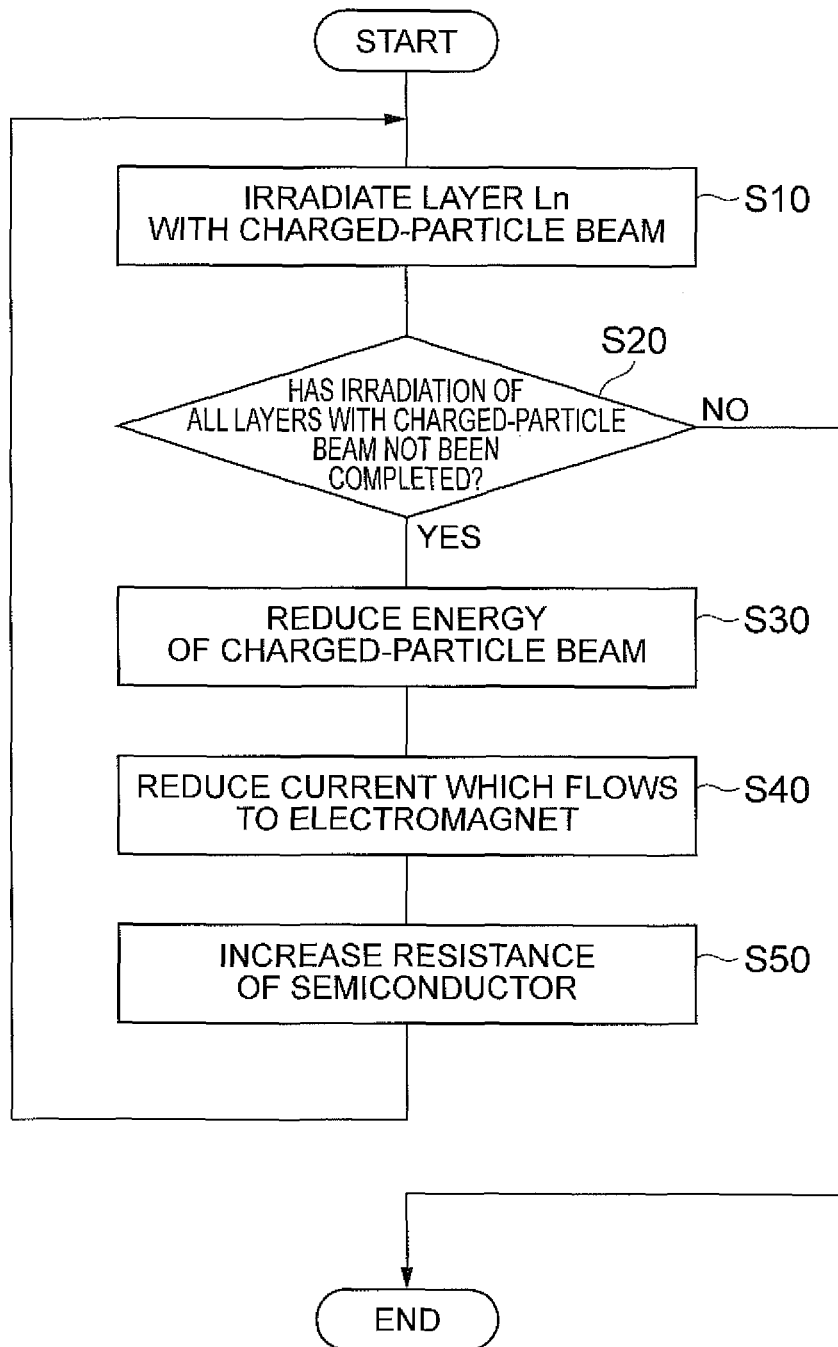 START
IRRADIATE LAYER Ln
WITH CHARGED-PARTICLE BEAM
S10
S20
HAS IRRADIATION OF
ALL LAYERS WITH CHARGED-PARTICLE
BEAM NOT BEEN
COMPLETED?
NO
YES
REDUCE ENERGY
OF CHARGED-PARTICLE BEAM
S30
REDUCE CURRENT WHICH FLOWS
TO ELECTROMAGNET
S40
INCREASE RESISTANCE
OF SEMICONDUCTOR
S50
END